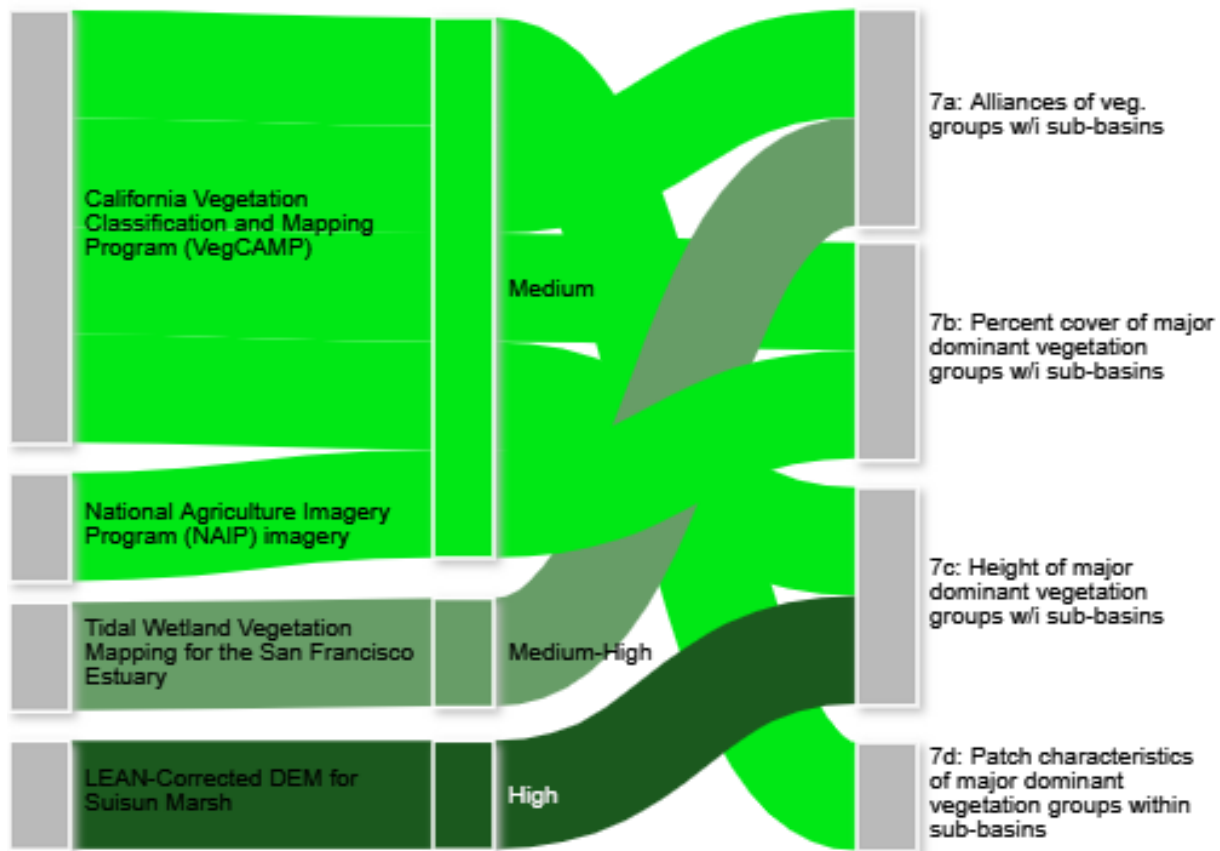 California Vegetation
Classification and Mapping
Program (VegCAMP)
National Agriculture Imagery
Program (NAIP) imagery
Tidal Wetland Vegetation
Mapping for the San Francisco
Estuary
LEAN-Corrected DEM for
Suisun Marsh
Medium
Medium-High
High
7a: Alliances of veg.
groups w/i sub-basins
7b: Percent cover of major
dominant vegetation
groups w/i sub-basins
7c: Height of major
dominant vegetation
groups w/i sub-basins
7d: Patch characteristics
of major dominant
vegetation groups within
sub-basins